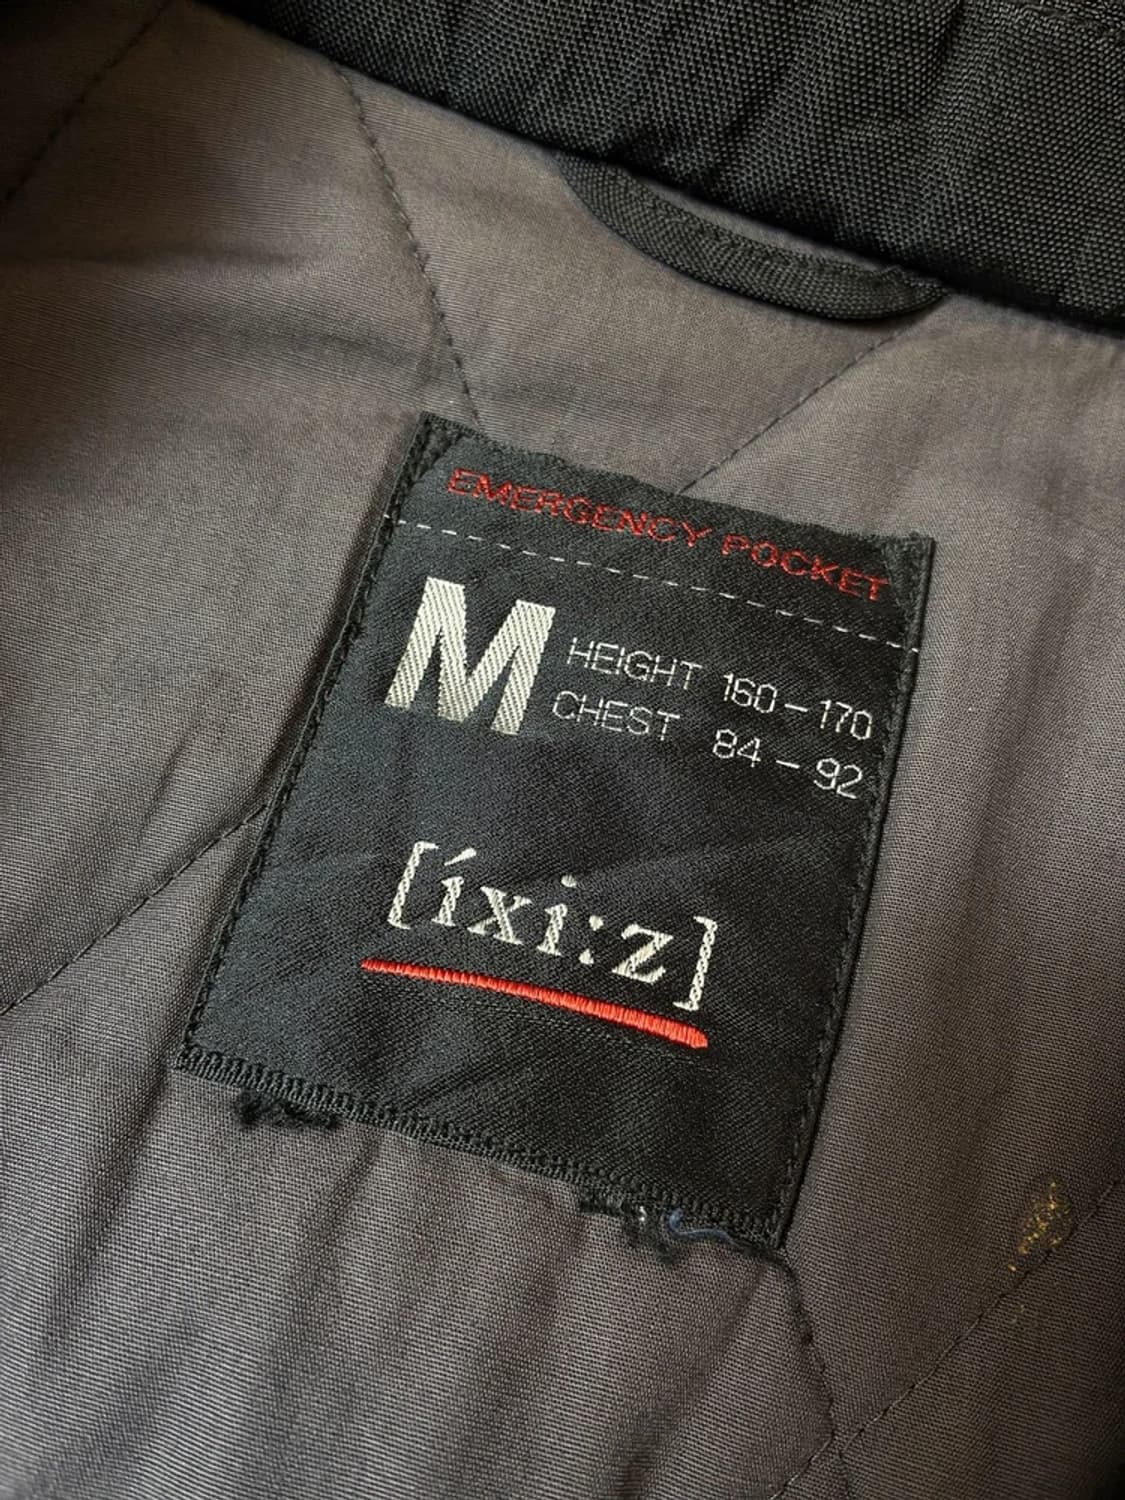 EMERGENCY POCKET
M HEIGHT 160-170
CHEST 84-92
[íxi:z]